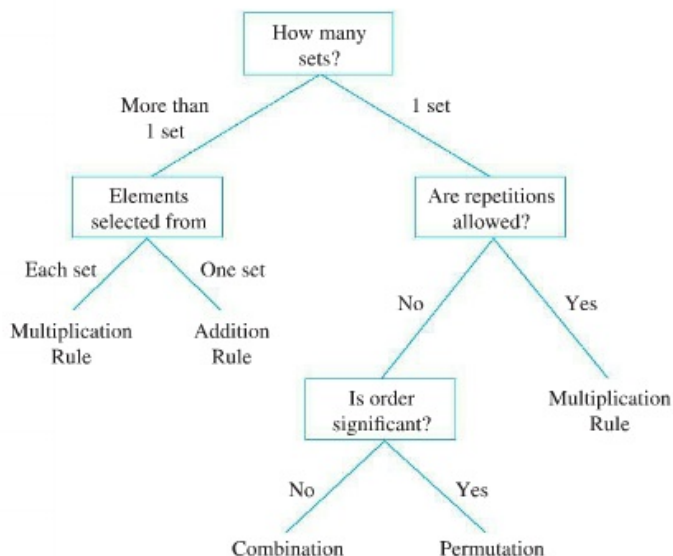 How many
sets?
More than
1 set
1 set
Elements
selected from
Are repetitions
allowed?
Each set
One set
No
Yes
Multiplication
Rule
Addition
Rule
Is order
significant?
Multiplication
Rule
No
Yes
Combination
Permutation